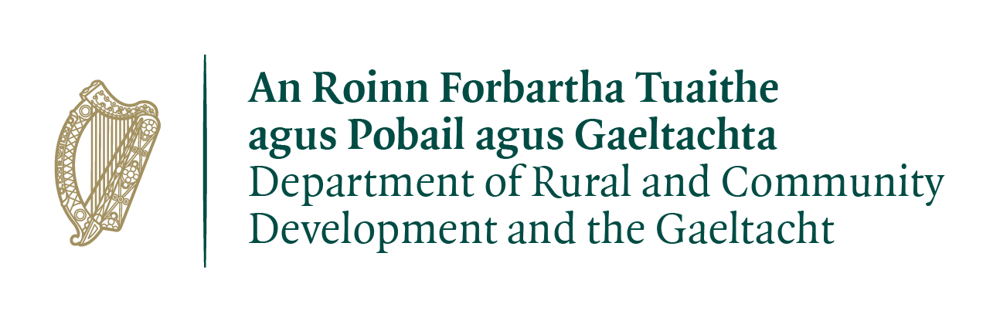 An Roinn Forbartha Tuaithe
agus Pobail agus Gaeltachta
Department of Rural and Community
Development and the Gaeltacht